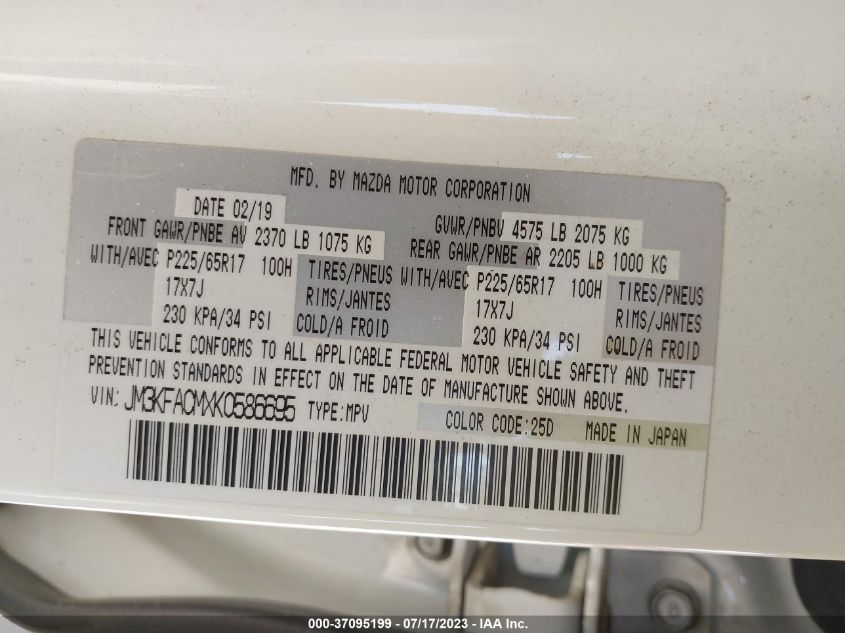 MFD. BY MAZDA MOTOR CORPORATION
DATE 02/19 GVWR/PNBV 4575 LB 2075 KG
FRONT GAWR/PNBE AV 2370 LB 1075 KG REAR GAWR/PNBE AR 2205 LB 1000 KG
WITH/AVEC P225/65R17 100H TIRES/PNEUS WITH/AVEC P225/65R17 100H TIRES/PNEUS
17X7J RIMS/JANTES 17X7J RIMS/JANTES
230 KPA/34 PSI COLD/A FROID 230 KPA/34 PSI COLD/A FROID
THIS VEHICLE CONFORMS TO ALL APPLICABLE FEDERAL MOTOR VEHICLE SAFETY AND THEFT
PREVENTION STANDARDS IN EFFECT ON THE DATE OF MANUFACTURE SHOWN ABOVE.
VIN: JM3KFACMXK0586695 TYPE:MPV COLOR CODE:25D MADE IN JAPAN
000-37095199 - 07/17/2023 - IAA Inc.